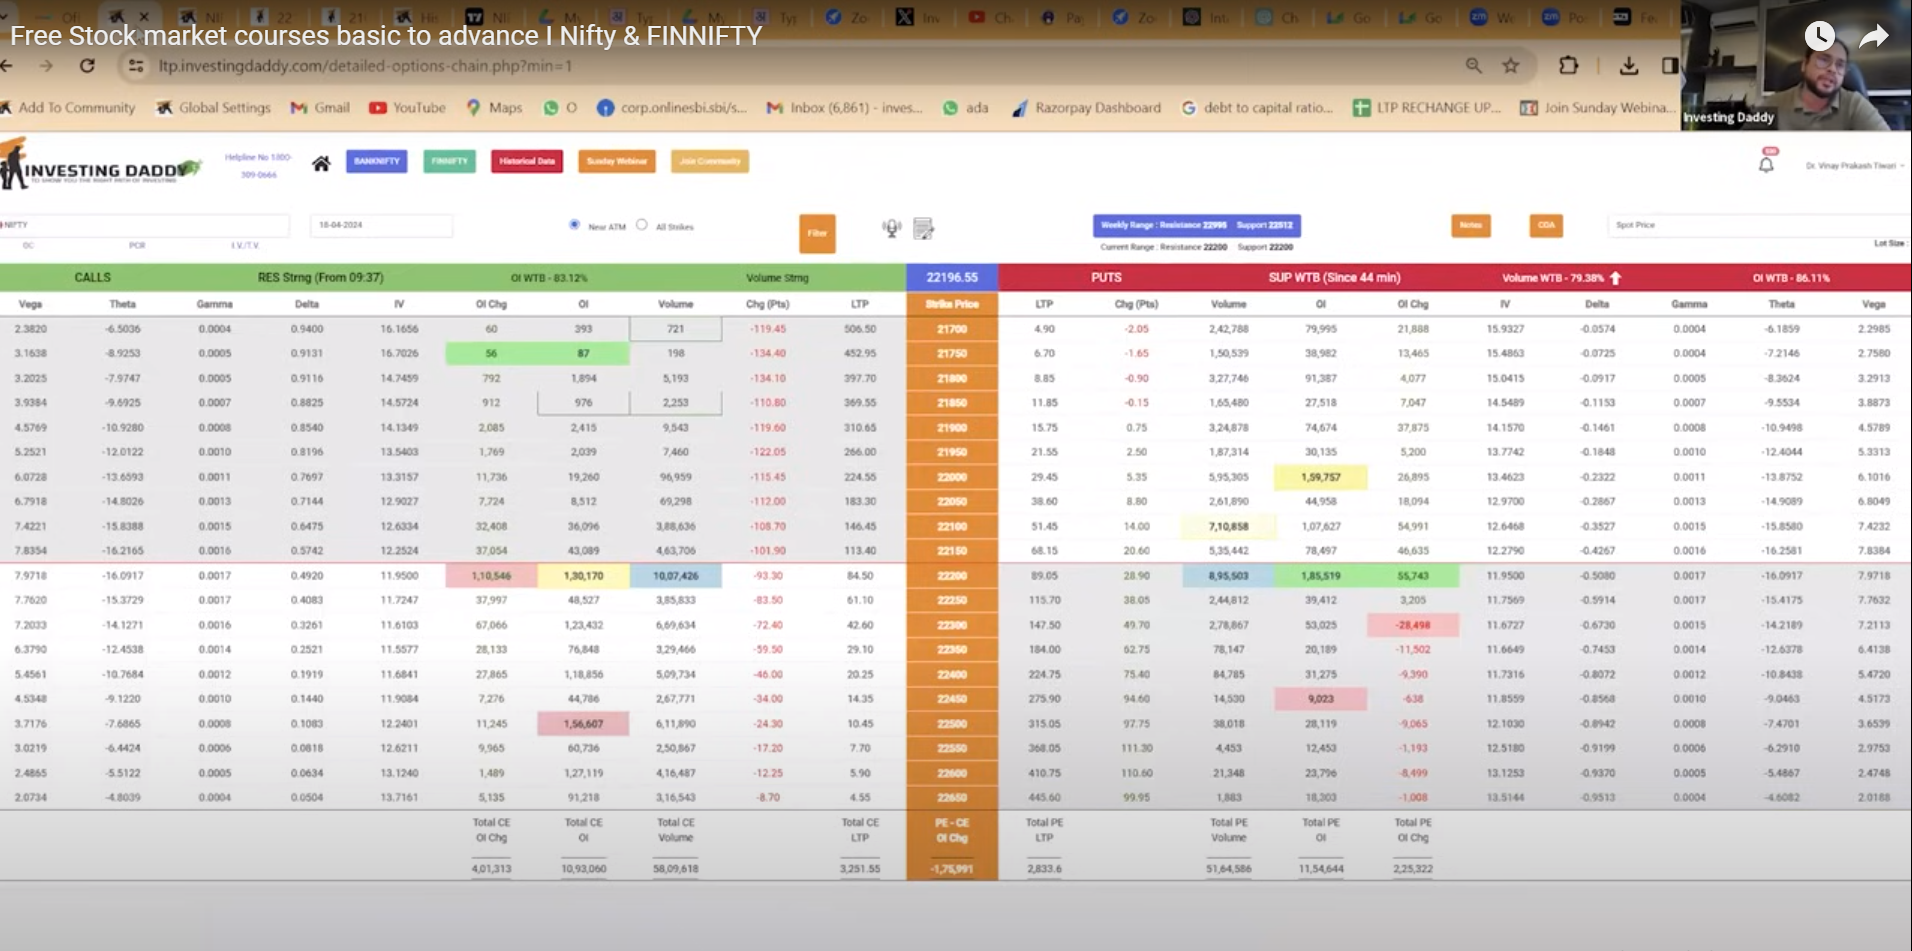 Free Stock market courses basic to advance I Nifty & FINNIFTY
ltp.investingdaddy.com/detailed-options-chain.php?min=1
Add To Community Global Settings Gmail YouTube Maps O corp.onlinesbi.sbi/s... Inbox (6,861) - inves... ada Razorpay Dashboard debt to capital ratio... LTP RECHANGE UP... Join Sunday Webina...
Investing Daddy
INVESTING DADDY Helpline No 1800-309-0666 BANKNIFTY FINNIFTY Historical Data Sunday Webinar Join Community Dr. Vinay Prakash Tiwari
NIFTY 18-04-2024 Near ATM All Strikes Filter Weekly Range : Resistance 22995 Support 22512 Notes COA Spot Price
OC PCR I.V./T.V. Current Range : Resistance 22200 Support 22200 Lot Size :
CALLS RES Strng (From 09:37) OI WTB - 83.12% Volume Strng 22196.55 PUTS SUP WTB (Since 44 min) Volume WTB - 79.38% OI WTB - 86.11%
Vega Theta Gamma Delta IV OI Chg OI Volume Chg (Pts) LTP Strike Price LTP Chg (Pts) Volume OI OI Chg IV Delta Gamma Theta Vega
2.3820 -6.5036 0.0004 0.9400 16.1656 60 393 721 -119.45 506.50 21700 4.90 -2.05 2,42,788 79,995 21,888 15.9327 -0.0574 0.0004 -6.1859 2.2985
3.1638 -8.9253 0.0005 0.9131 16.7026 56 87 198 -134.40 452.95 21750 6.70 -1.65 1,50,539 38,982 13,465 15.4863 -0.0725 0.0004 -7.2146 2.7580
3.2025 -7.9747 0.0005 0.9116 14.7459 792 1,894 5,193 -134.10 397.70 21800 8.85 -0.90 3,27,746 91,387 4,077 15.0415 -0.0917 0.0005 -8.3624 3.2913
3.9384 -9.6925 0.0007 0.8825 14.5724 912 976 2,253 -110.80 369.55 21850 11.85 -0.15 1,65,480 27,518 7,047 14.5489 -0.1153 0.0007 -9.5534 3.8873
4.5769 -10.9280 0.0008 0.8540 14.1349 2,085 2,415 9,543 -119.60 310.65 21900 15.75 0.75 3,24,878 74,674 37,875 14.1570 -0.1461 0.0008 -10.9498 4.5789
5.2521 -12.0122 0.0010 0.8196 13.5403 1,769 2,039 7,460 -122.05 266.00 21950 21.55 2.50 1,87,314 30,135 5,200 13.7742 -0.1848 0.0010 -12.4044 5.3313
6.0728 -13.6593 0.0011 0.7697 13.3157 11,736 19,260 96,959 -115.45 224.55 22000 29.45 5.35 5,95,305 1,59,757 26,895 13.4623 -0.2322 0.0011 -13.8752 6.1016
6.7918 -14.8026 0.0013 0.7144 12.9027 7,724 8,512 69,298 -112.00 183.30 22050 38.60 8.80 2,61,890 44,958 18,094 12.9700 -0.2867 0.0013 -14.9089 6.8049
7.4221 -15.8388 0.0015 0.6475 12.6334 32,408 36,096 3,88,636 -108.70 146.45 22100 51.45 14.00 7,10,858 1,07,627 54,991 12.6468 -0.3527 0.0015 -15.8580 7.4232
7.8354 -16.2165 0.0016 0.5742 12.2524 37,054 43,089 4,63,706 -101.90 113.40 22150 68.15 20.60 5,35,442 78,497 46,635 12.2790 -0.4267 0.0016 -16.2581 7.8384
7.9718 -16.0917 0.0017 0.4920 11.9500 1,10,546 1,30,170 10,07,426 -93.30 84.50 22200 89.05 28.90 8,95,503 1,85,519 55,743 11.9500 -0.5080 0.0017 -16.0917 7.9718
7.7620 -15.3729 0.0017 0.4083 11.7247 37,997 48,527 3,85,833 -83.50 61.10 22250 115.70 38.05 2,44,812 39,412 3,205 11.7569 -0.5914 0.0017 -15.4175 7.7632
7.2033 -14.1271 0.0016 0.3261 11.6103 67,066 1,23,432 6,69,634 -72.40 42.60 22300 147.50 49.70 2,78,867 53,025 -28,498 11.6727 -0.6730 0.0015 -14.2189 7.2113
6.3790 -12.4538 0.0014 0.2521 11.5577 28,133 76,848 3,29,466 -59.50 29.10 22350 184.00 62.75 78,147 20,189 -11,502 11.6649 -0.7453 0.0014 -12.6378 6.4138
5.4561 -10.7684 0.0012 0.1919 11.6841 27,865 1,18,856 5,09,734 -46.00 20.25 22400 224.75 75.40 84,785 31,275 -9,390 11.7316 -0.8072 0.0012 -10.8438 5.4720
4.5348 -9.1220 0.0010 0.1440 11.9084 7,276 44,786 2,67,771 -34.00 14.35 22450 275.90 94.60 14,530 9,023 -638 11.8559 -0.8568 0.0010 -9.0463 4.5173
3.7176 -7.6865 0.0008 0.1083 12.2401 11,245 1,56,607 6,11,890 -24.30 10.45 22500 315.05 97.75 38,018 28,119 -9,065 12.1030 -0.8942 0.0008 -7.4701 3.6539
3.0219 -6.4424 0.0006 0.0818 12.6211 9,965 60,736 2,50,867 -17.20 7.70 22550 368.05 111.30 4,453 12,453 -1,193 12.5180 -0.9199 0.0006 -6.2910 2.9753
2.4865 -5.5122 0.0005 0.0634 13.1240 1,489 1,27,119 4,16,487 -12.25 5.90 22600 410.75 110.60 21,348 23,796 -8,499 13.1253 -0.9370 0.0005 -5.4867 2.4748
2.0734 -4.8039 0.0004 0.0504 13.7161 5,135 91,218 3,16,543 -8.70 4.55 22650 445.60 99.95 1,883 18,303 -1,008 13.5144 -0.9513 0.0004 -4.6082 2.0188
Total CE Total CE Total CE Total CE PE - CE Total PE Total PE Total PE Total PE
OI Chg OI Volume LTP OI Chg LTP Volume OI OI Chg
4,01,313 10,93,060 58,09,618 3,251.55 -1,75,991 2,833.6 51,64,586 11,54,644 2,25,322